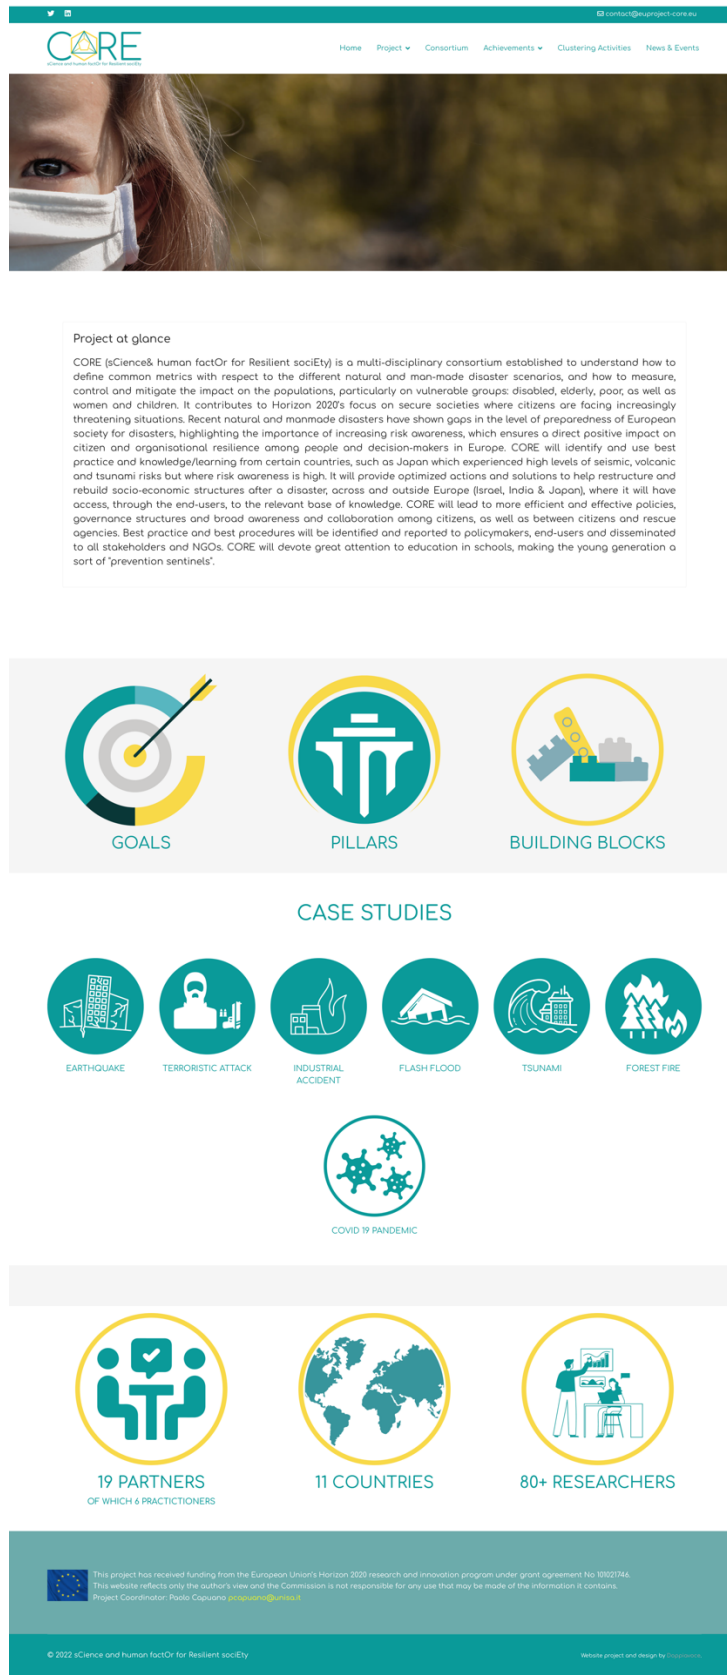 contact@euproject-core.eu
CORE
sCience and human factOr for Resilient sociEty
Home Project Consortium Achievements Clustering Activities News & Events
Project at glance
CORE (sCience& human factOr for Resilient sociEty) is a multi-disciplinary consortium established to understand how to
define common metrics with respect to the different natural and man-made disaster scenarios, and how to measure,
control and mitigate the impact on the populations, particularly on vulnerable groups: disabled, elderly, poor, as well as
women and children. It contributes to Horizon 2020's focus on secure societies where citizens are facing increasingly
threatening situations. Recent natural and manmade disasters have shown gaps in the level of preparedness of European
society for disasters, highlighting the importance of increasing risk awareness, which ensures a direct positive impact on
citizen and organisational resilience among people and decision-makers in Europe. CORE will identify and use best
practice and knowledge/learning from certain countries, such as Japan which experienced high levels of seismic, volcanic
and tsunami risks but where risk awareness is high. It will provide optimized actions and solutions to help restructure and
rebuild socio-economic structures after a disaster, across and outside Europe (Israel, India & Japan), where it will have
access, through the end-users, to the relevant base of knowledge. CORE will lead to more efficient and effective policies,
governance structures and broad awareness and collaboration among citizens, as well as between citizens and rescue
agencies. Best practice and best procedures will be identified and reported to policymakers, end-users and disseminated
to all stakeholders and NGOs. CORE will devote great attention to education in schools, making the young generation a
sort of "prevention sentinels".
GOALS PILLARS BUILDING BLOCKS
CASE STUDIES
EARTHQUAKE TERRORISTIC ATTACK INDUSTRIAL FLASH FLOOD TSUNAMI FOREST FIRE
ACCIDENT
COVID 19 PANDEMIC
19 PARTNERS 11 COUNTRIES 80+ RESEARCHERS
OF WHICH 6 PRACTICTIONERS
This project has received funding from the European Union's Horizon 2020 research and innovation program under grant agreement No 101021746.
This website reflects only the author's view and the Commission is not responsible for any use that may be made of the information it contains.
Project Coordinator: Paolo Capuano pcapuano@unisa.it
© 2022 sCience and human factOr for Resilient sociEty
Website project and design by